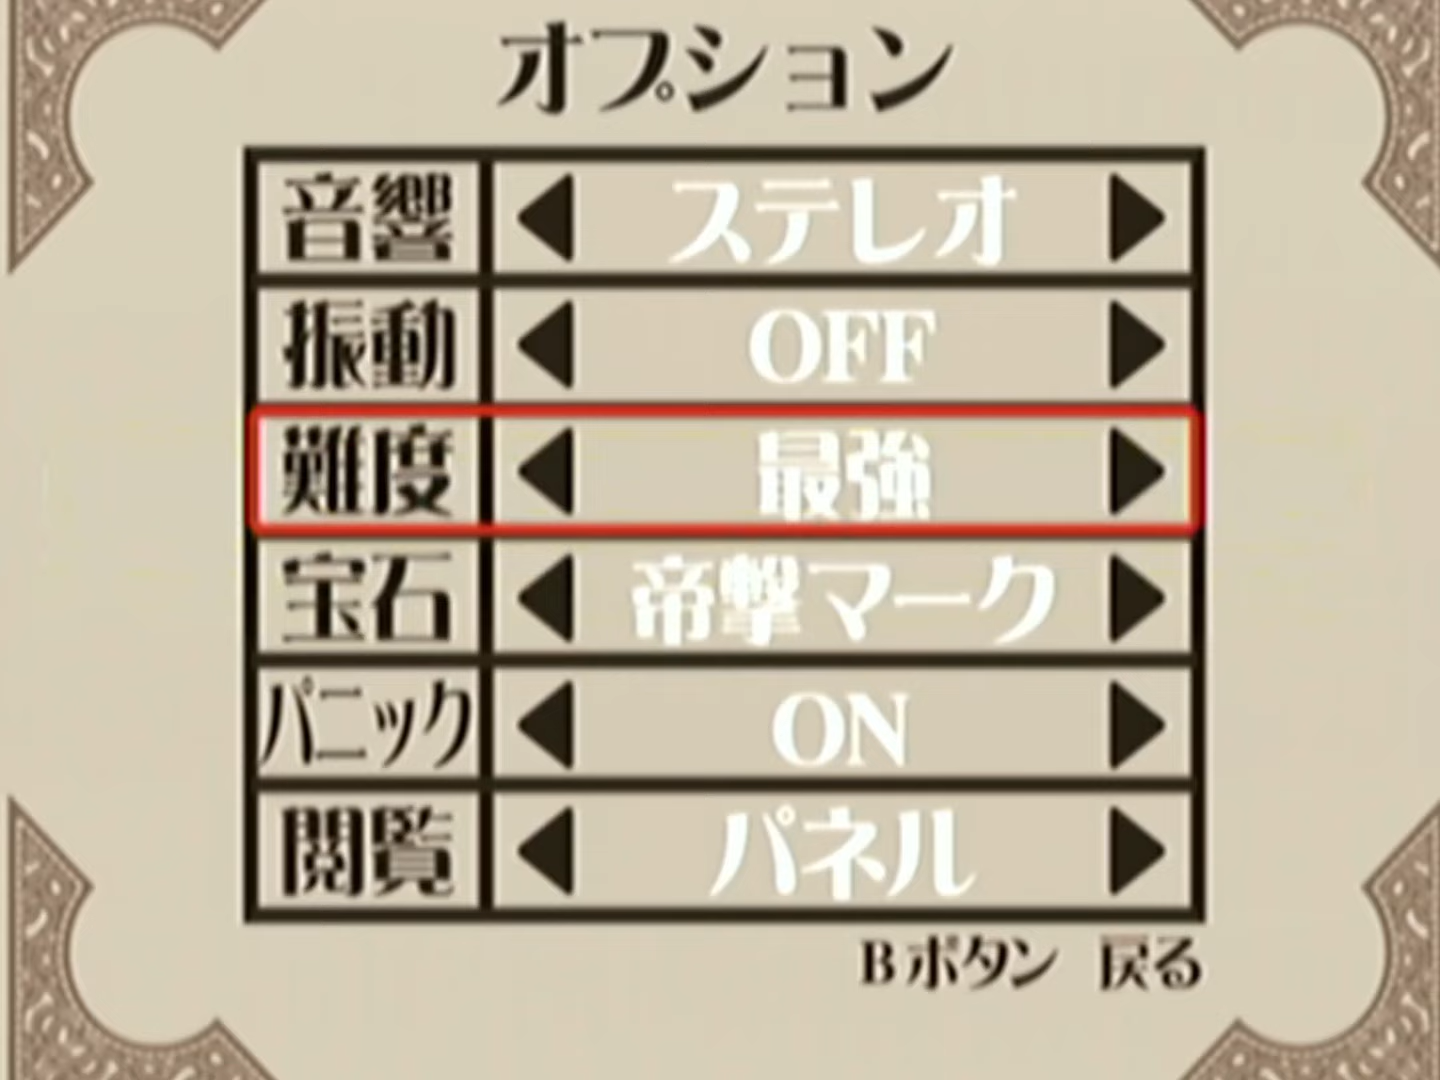 オプション
音響 ステレオ
振動 OFF
難度 最強
宝石 帝撃マーク
パニック ON
閲覧 パネル
Bボタン 戻る